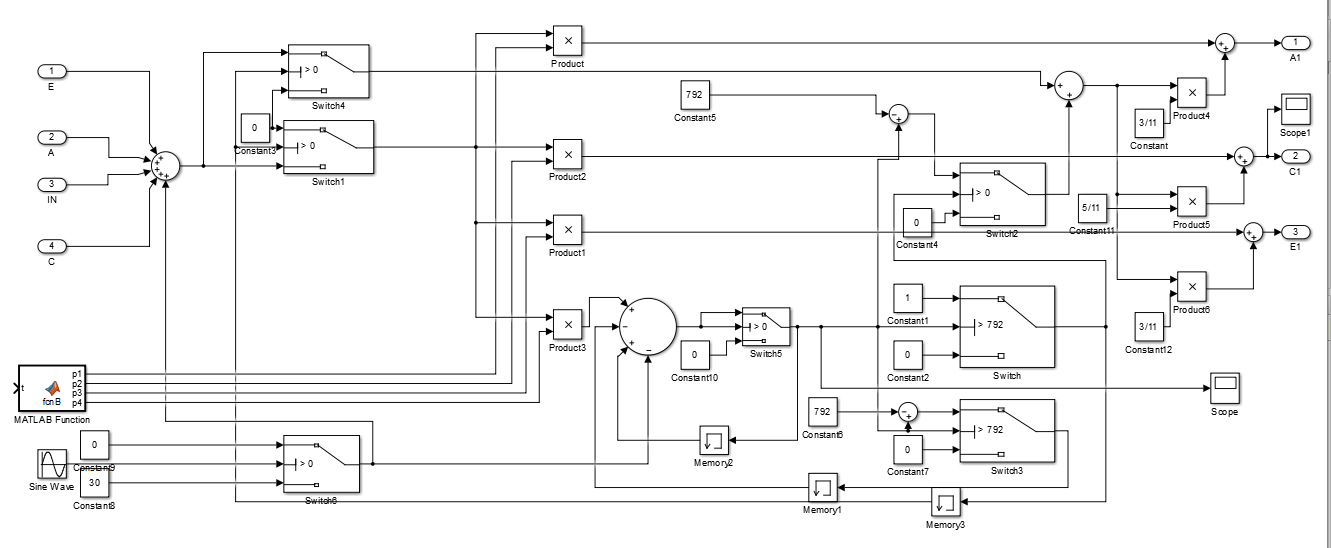 Product
1
E
> 0
Switch4
792
Constant5
1
A1
3/11
Constant
Product4
Scope1
2
A
0
Constant3
> 0
Switch1
Product2
2
C1
3
IN
> 0
Switch2
0
Constant4
5/11
Constant11
Product5
4
C
Product1
3
E1
Product6
1
Constant1
> 792
Switch
3/11
Constant12
Product3
> 0
Switch5
0
Constant10
0
Constant2
t
fcnB
p1
p2
p3
p4
MATLAB Function
Scope
792
Constant6
> 792
Switch3
0
Constant7
Memory2
0
Constant9
> 0
Switch6
Sine Wave
30
Constant8
Memory1
Memory3